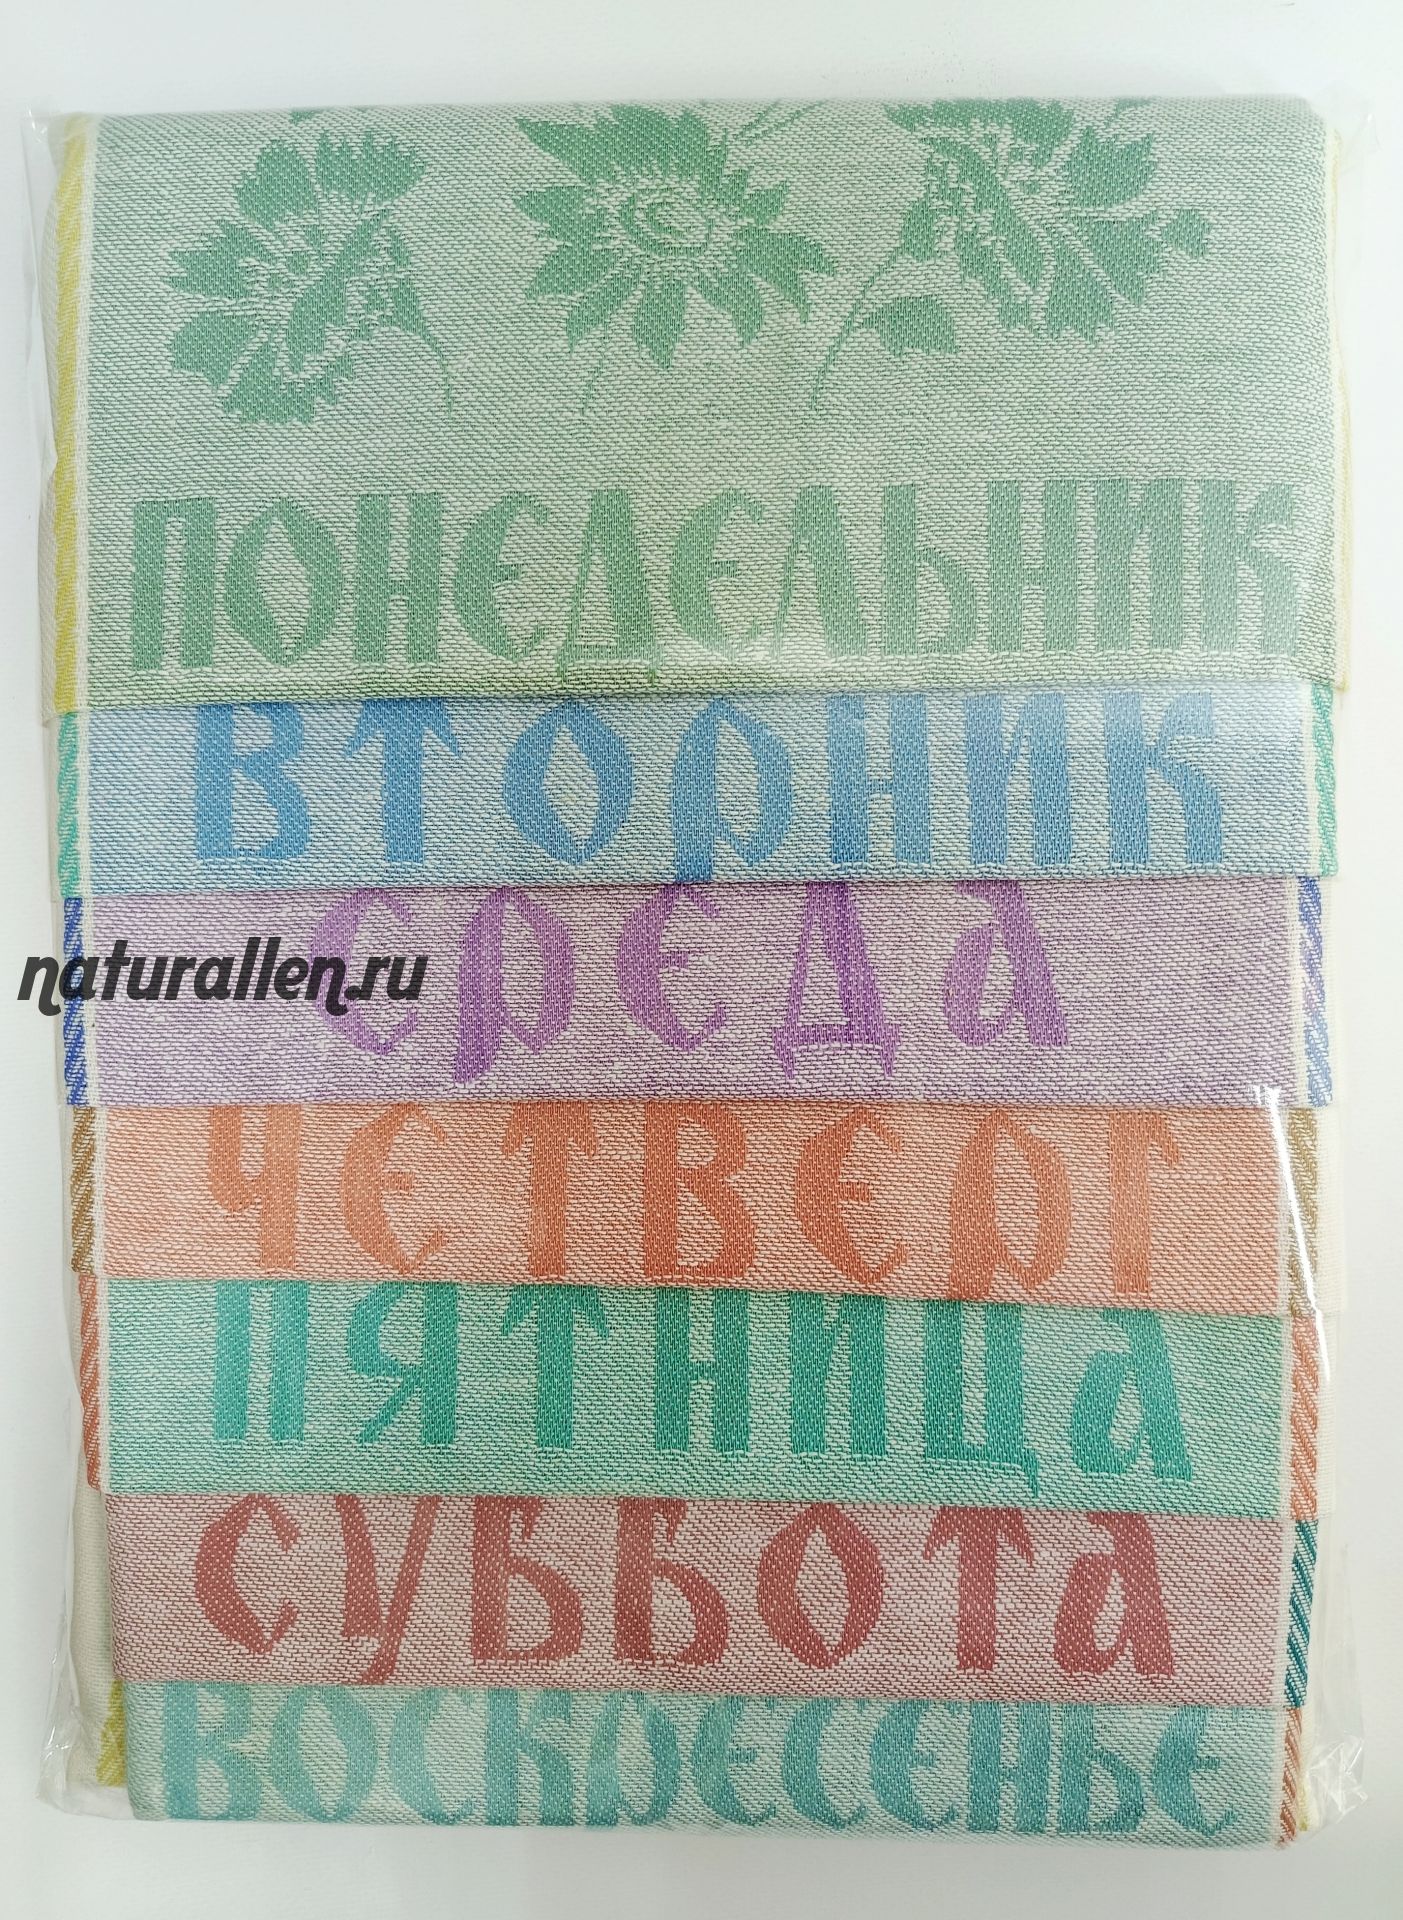 ПОНЕДЕЛЬНИК
ВТОРНИК
СРЕДА
naturallen.ru
ЧЕТВЕРГ
ПЯТНИЦА
СУББОТА
ВОСКРЕСЕНЬЕ